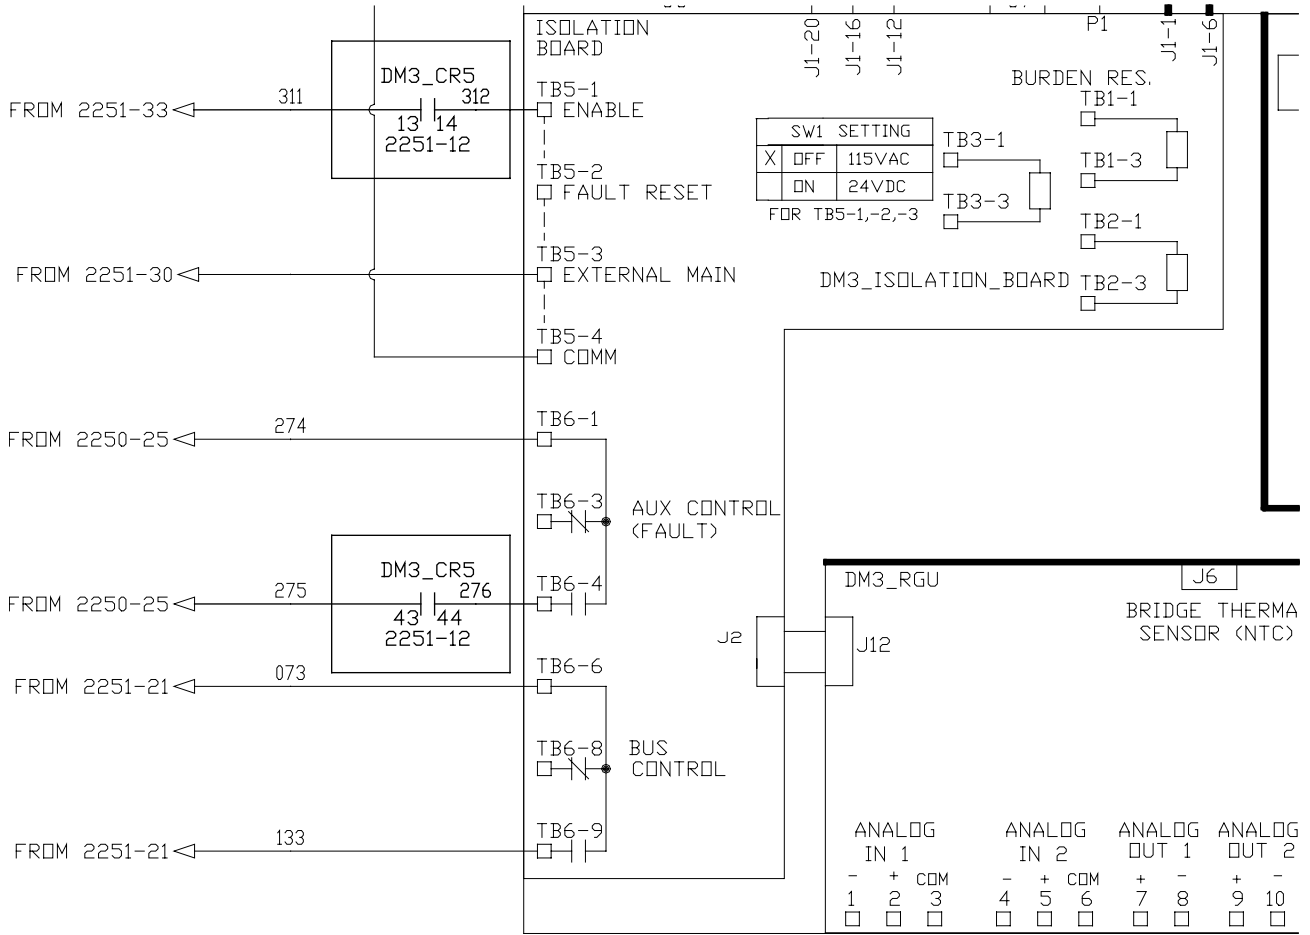 ISOLATION
BOARD
J1-20
J1-16
J1-12
P1
J1-1
J1-6
DM3_CR5
FROM 2251-33
311
312
13 14
2251-12
TB5-1
ENABLE
TB5-2
FAULT RESET
FROM 2251-30
TB5-3
EXTERNAL MAIN
TB5-4
COMM
SW1 SETTING
X OFF 115VAC
ON 24VDC
FOR TB5-1,-2,-3
BURDEN RES.
TB3-1
TB3-3
TB1-1
TB1-3
TB2-1
TB2-3
DM3_ISOLATION_BOARD
FROM 2250-25
274
TB6-1
TB6-3
AUX CONTROL
(FAULT)
DM3_CR5
FROM 2250-25
275
276
43 44
2251-12
TB6-4
FROM 2251-21
073
TB6-6
TB6-8
BUS
CONTROL
FROM 2251-21
133
TB6-9
J2
J12
DM3_RGU
J6
BRIDGE THERMA
SENSOR (NTC)
ANALOG
IN 1
- + COM
1 2 3
ANALOG
IN 2
- + COM
4 5 6
ANALOG
OUT 1
+ -
7 8
ANALOG
OUT 2
+ -
9 10